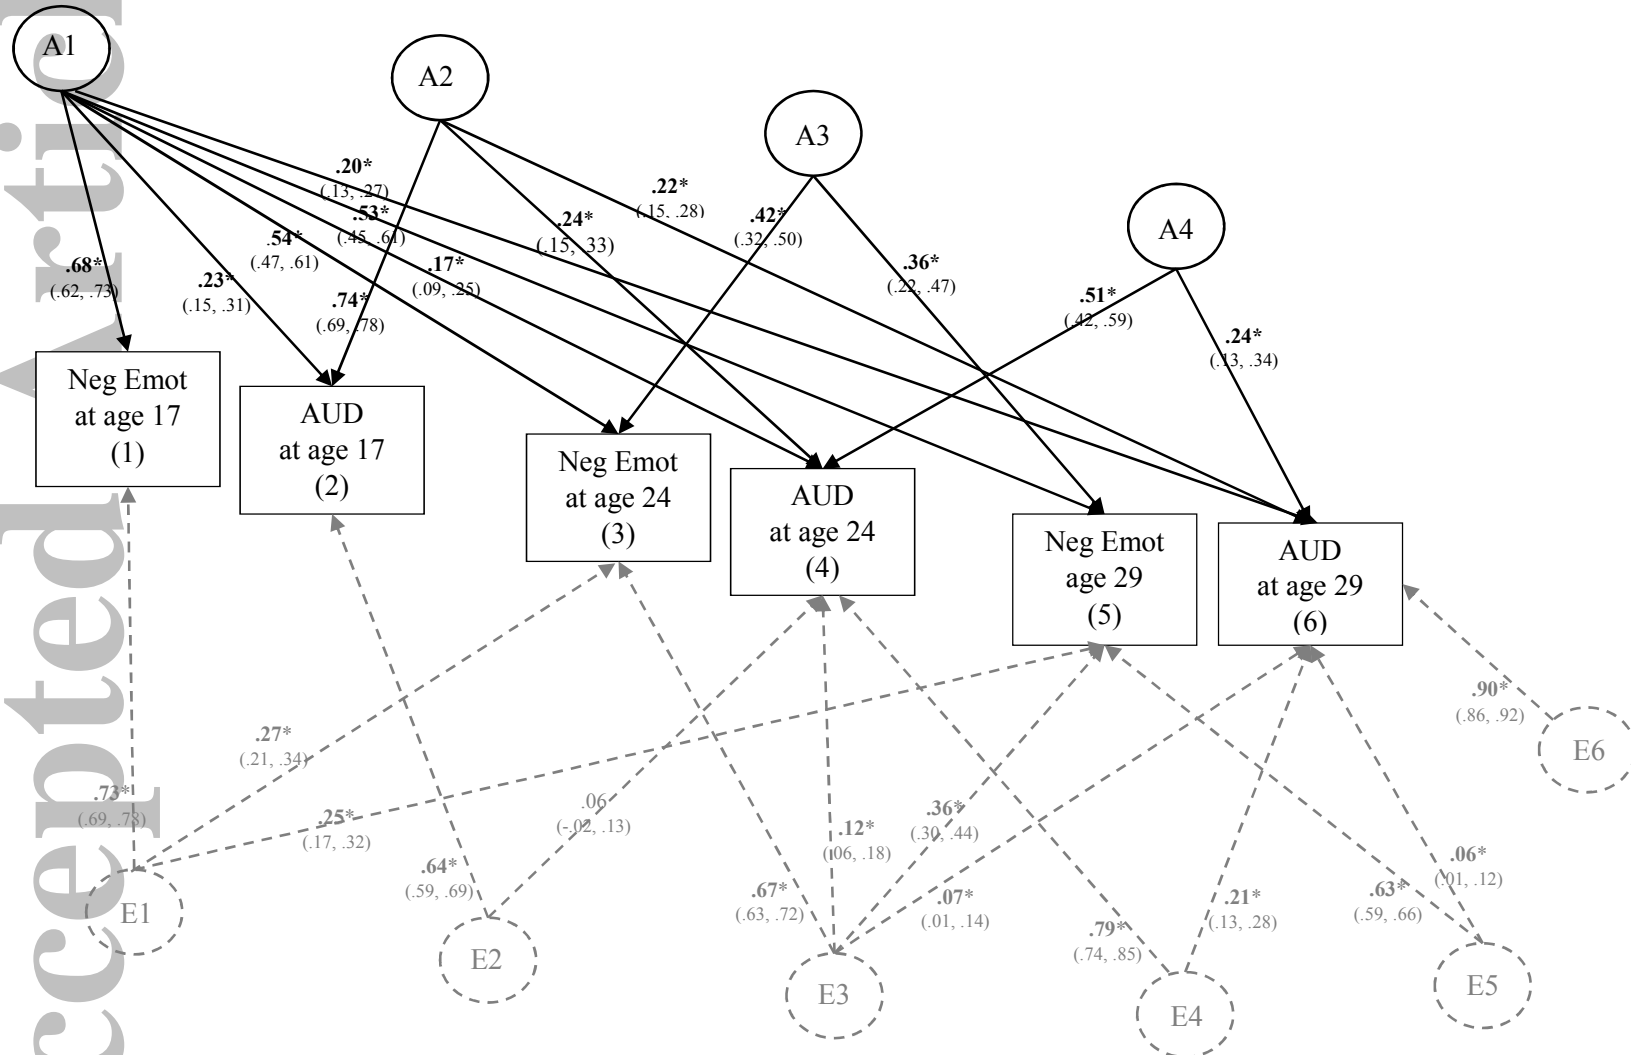 A1
A2
A3
A4
.20*
(.13, .27)
.53*
(.45, .61)
.54*
(.47, .61)
.68*
(.62, .73)
.23*
(.15, .31)
.74*
(.69, .78)
.17*
(.09, .25)
.24*
(.15, .33)
.22*
(.15, .28)
.42*
(.32, .50)
.36*
(.22, .47)
.51*
(.42, .59)
.24*
(.13, .34)
Neg Emot
at age 17
(1)
AUD
at age 17
(2)
Neg Emot
at age 24
(3)
AUD
at age 24
(4)
Neg Emot
age 29
(5)
AUD
at age 29
(6)
.73*
(.69, .78)
.27*
(.21, .34)
.25*
(.17, .32)
.64*
(.59, .69)
.06
(-.02, .13)
.67*
(.63, .72)
.12*
(.06, .18)
.36*
(.30, .44)
.07*
(.01, .14)
.79*
(.74, .85)
.21*
(.13, .28)
.63*
(.59, .66)
.06*
(.01, .12)
.90*
(.86, .92)
E1
E2
E3
E4
E5
E6
ccepted Artic